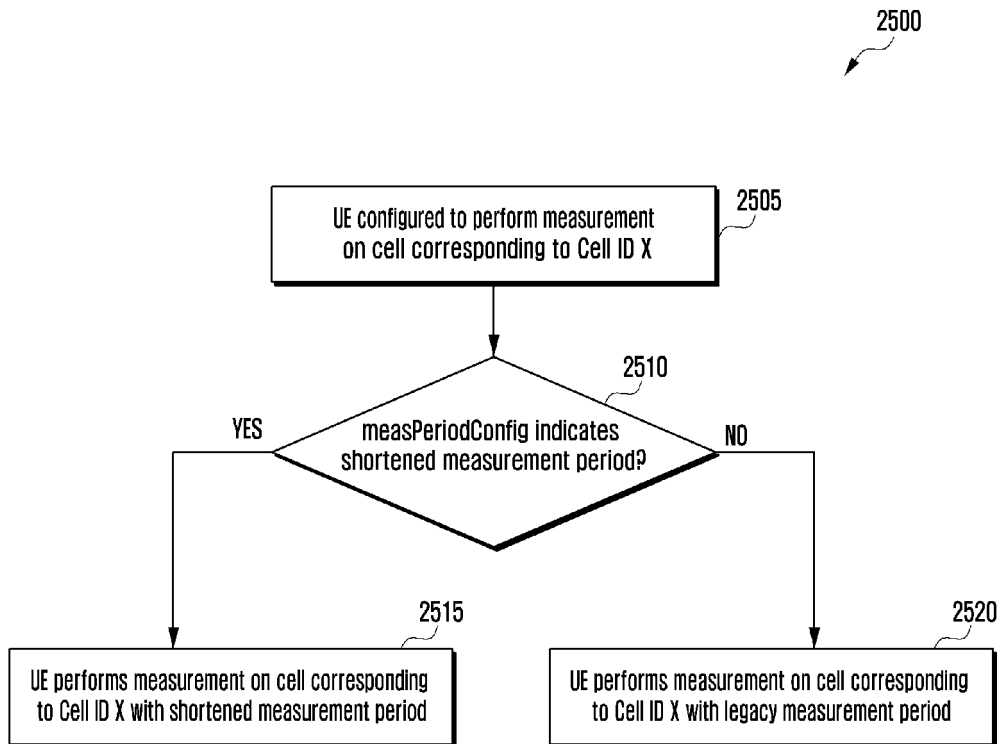 2500
UE configured to perform measurement
on cell corresponding to Cell ID X
2505
2510
measPeriodConfig indicates
shortened measurement period?
YES
NO
2515
UE performs measurement on cell corresponding
to Cell ID X with shortened measurement period
2520
UE performs measurement on cell corresponding
to Cell ID X with legacy measurement period